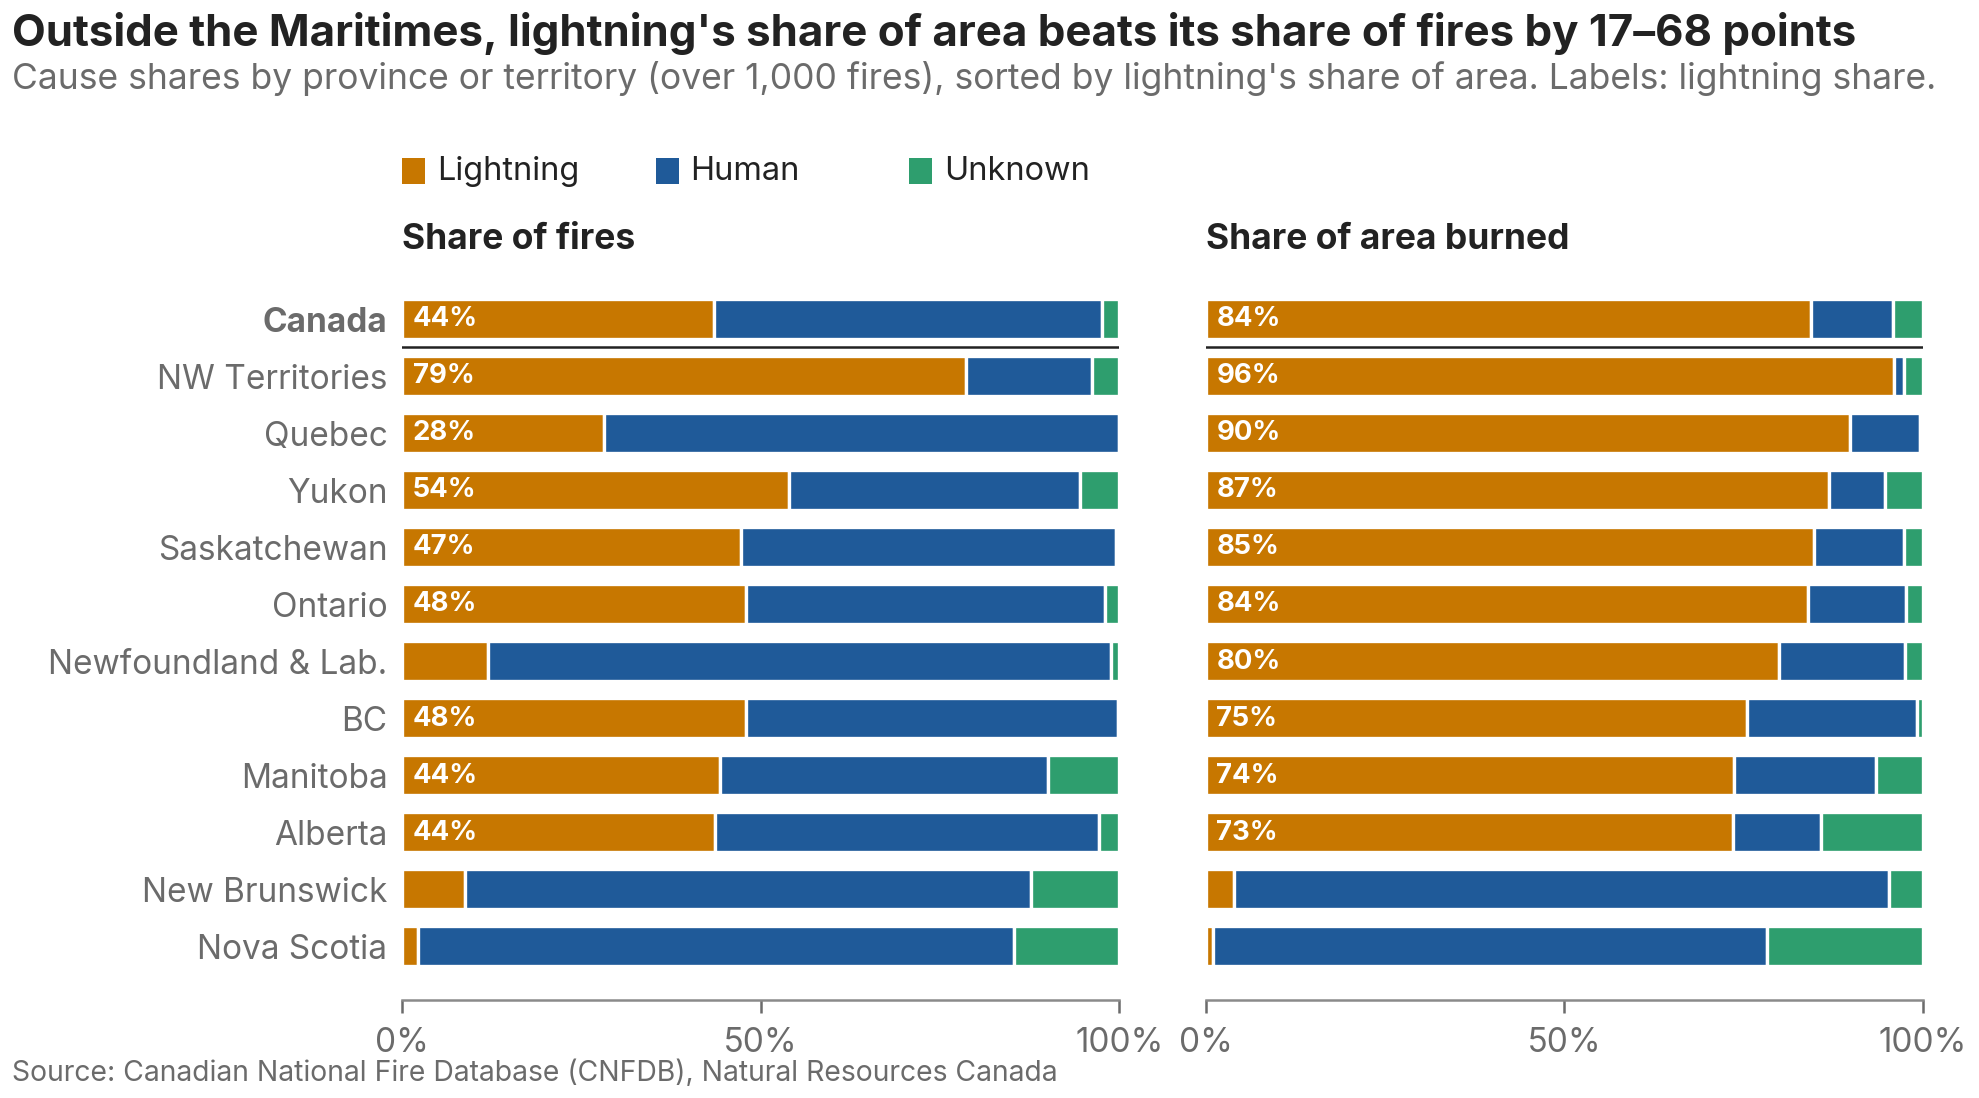 Outside the Maritimes, lightning's share of area beats its share of fires by 17–68 points
Cause shares by province or territory (over 1,000 fires), sorted by lightning's share of area. Labels: lightning share.
Lightning Human Unknown
Share of fires Share of area burned
Canada 44% 84%
NW Territories 79% 96%
Quebec 28% 90%
Yukon 54% 87%
Saskatchewan 47% 85%
Ontario 48% 84%
Newfoundland & Lab. 80%
BC 48% 75%
Manitoba 44% 74%
Alberta 44% 73%
New Brunswick
Nova Scotia
0% 50% 100% 0% 50% 100%
Source: Canadian National Fire Database (CNFDB), Natural Resources Canada